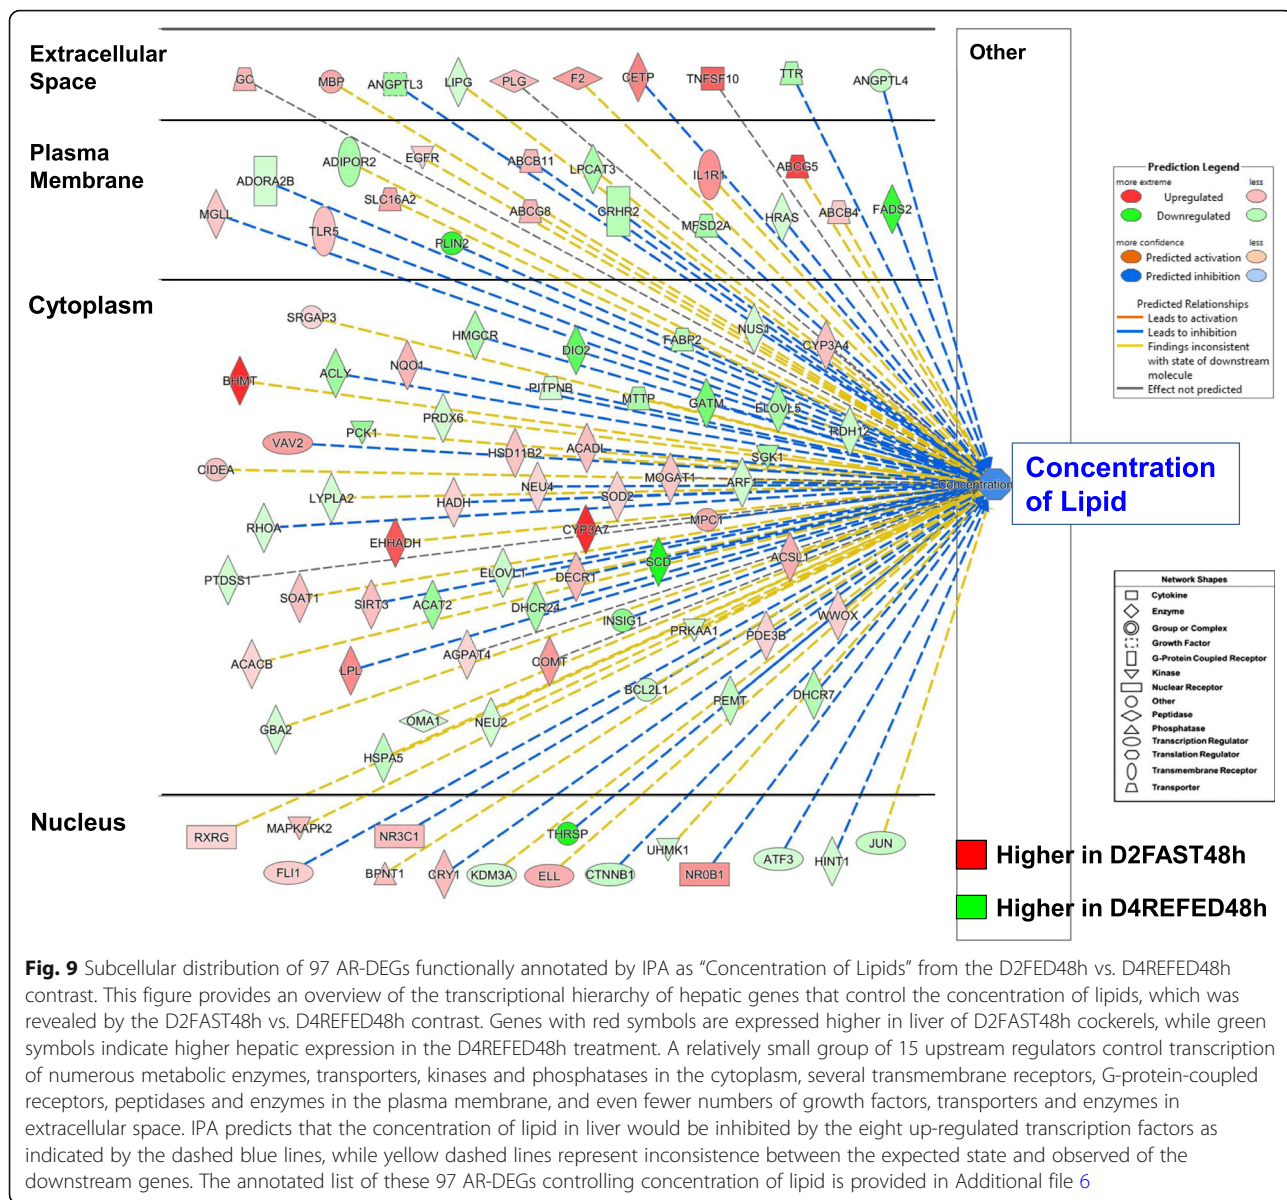 Extracellular
Space
Other
GC
MBP
ANGPTL3
LIPG
PLG
F2
CETP
TNFSF10
TTR
ANGPTL4
Plasma
Membrane
ADORA2B
ADIPOR2
EGFR
ABCB11
LPCAT3
IL1R1
ABCG5
MGLL
TLR5
SLC16A2
PLIN2
ABCG8
CRHR2
MFSD2A
HRAS
ABCB4
FADS2
Cytoplasm
SRGAP3
HMGCR
DIO2
FABP2
NUS1
CYP3A4
BHMT
ACLY
NQO1
PITPNB
MTTP
GATM
ELOVL5
RDH12
PRDX6
PCK1
VAV2
HSD11B2
ACADL
SGK1
CIDEA
LYPLA2
HADH
NEU4
SOD2
MOGAT1
ARF1
Concentration
RHOA
EHHADH
CYP3A7
MPC1
PTDSS1
SOAT1
SIRT3
ACAT2
ELOVL1
DHCR24
DECR1
SCD
ACSL1
INSIG1
PRKAA1
PDE3B
WWOX
ACACB
LPL
AGPAT4
COMT
BCL2L1
PEMT
DHCR7
GBA2
OMA1
NEU2
HSPA5
Nucleus
RXRG
MAPKAPK2
NR3C1
THRSP
UHMK1
JUN
FLI1
BPNT1
CRY1
KDM3A
ELL
CTNNB1
NR0B1
ATF3
HINT1
Prediction Legend
more extreme
less
Upregulated
Downregulated
more confidence
less
Predicted activation
Predicted inhibition
Predicted Relationships
Leads to activation
Leads to inhibition
Findings inconsistent
with state of downstream
molecule
Effect not predicted
Concentration
of Lipid
Network Shapes
Cytokine
Enzyme
Group or Complex
Growth Factor
G-Protein Coupled Receptor
Kinase
Nuclear Receptor
Other
Peptidase
Phosphatase
Transcription Regulator
Translation Regulator
Transmembrane Receptor
Transporter
Higher in D2FAST48h
Higher in D4REFED48h
Fig. 9 Subcellular distribution of 97 AR-DEGs functionally annotated by IPA as “Concentration of Lipids” from the D2FED48h vs. D4REFED48h
contrast. This figure provides an overview of the transcriptional hierarchy of hepatic genes that control the concentration of lipids, which was
revealed by the D2FAST48h vs. D4REFED48h contrast. Genes with red symbols are expressed higher in liver of D2FAST48h cockerels, while green
symbols indicate higher hepatic expression in the D4REFED48h treatment. A relatively small group of 15 upstream regulators control transcription
of numerous metabolic enzymes, transporters, kinases and phosphatases in the cytoplasm, several transmembrane receptors, G-protein-coupled
receptors, peptidases and enzymes in the plasma membrane, and even fewer numbers of growth factors, transporters and enzymes in
extracellular space. IPA predicts that the concentration of lipid in liver would be inhibited by the eight up-regulated transcription factors as
indicated by the dashed blue lines, while yellow dashed lines represent inconsistence between the expected state and observed of the
downstream genes. The annotated list of these 97 AR-DEGs controlling concentration of lipid is provided in Additional file 6